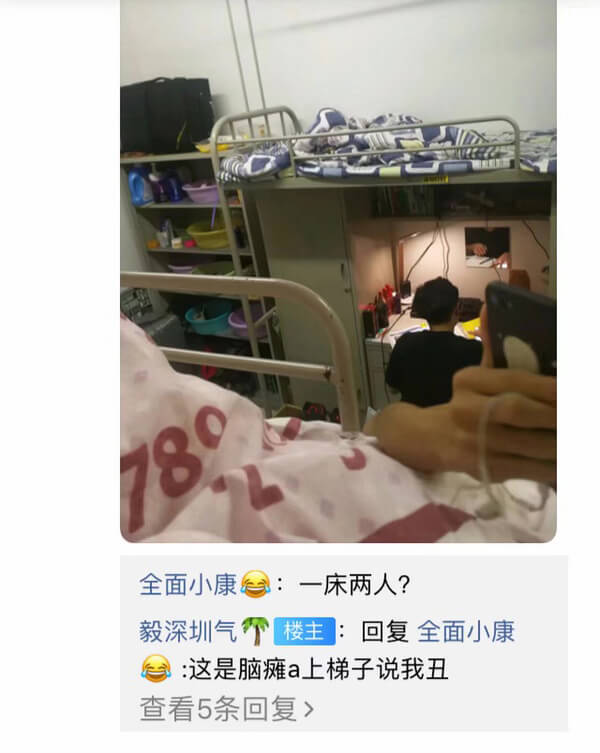 789
全面小康😂：一床两人?
毅深圳气🌴 楼主：回复 全面小康
😂 :这是脑瘫a上梯子说我丑
查看5条回复>